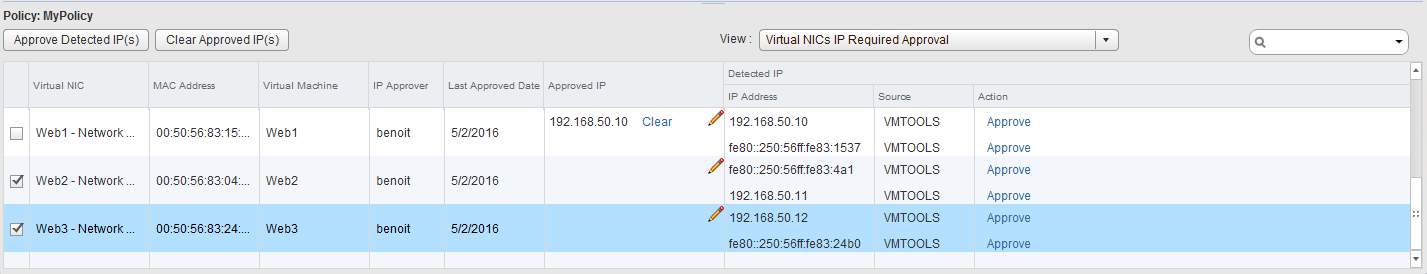 Policy: MyPolicy
Approve Detected IP(s) Clear Approved IP(s) View : Virtual NICs IP Required Approval
Virtual NIC MAC Address Virtual Machine IP Approver Last Approved Date Approved IP Detected IP
IP Address Source Action
Web1 - Network ... 00:50:56:83:15:... Web1 benoit 5/2/2016 192.168.50.10 Clear 192.168.50.10 VMTOOLS Approve
fe80::250:56ff:fe83:1537 VMTOOLS Approve
Web2 - Network ... 00:50:56:83:04:... Web2 benoit 5/2/2016 fe80::250:56ff:fe83:4a1 VMTOOLS Approve
192.168.50.11 VMTOOLS Approve
Web3 - Network ... 00:50:56:83:24:... Web3 benoit 5/2/2016 192.168.50.12 VMTOOLS Approve
fe80::250:56ff:fe83:24b0 VMTOOLS Approve